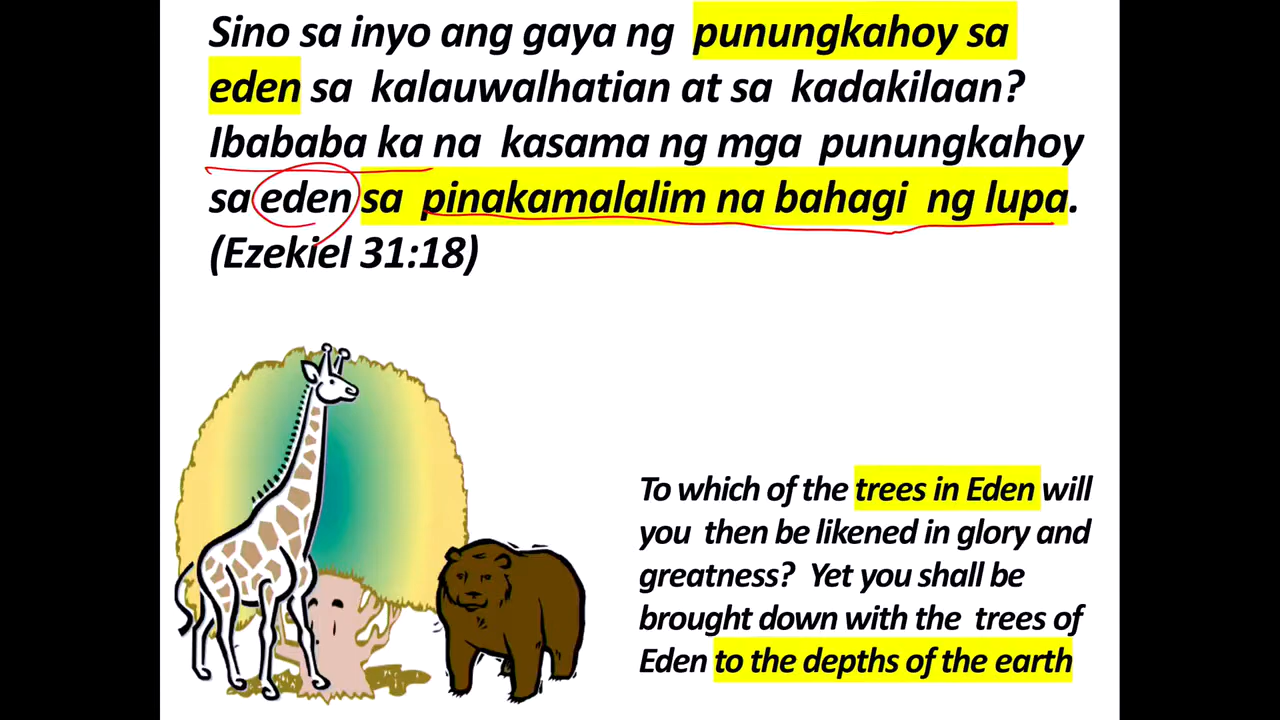 Sino sa inyo ang gaya ng punungkahoy sa
eden sa kalauwalhatian at sa kadakilaan?
Ibababa ka na kasama ng mga punungkahoy
sa eden sa pinakamalalim na bahagi ng lupa.
(Ezekiel 31:18)
To which of the trees in Eden will
you then be likened in glory and
greatness? Yet you shall be
brought down with the trees of
Eden to the depths of the earth